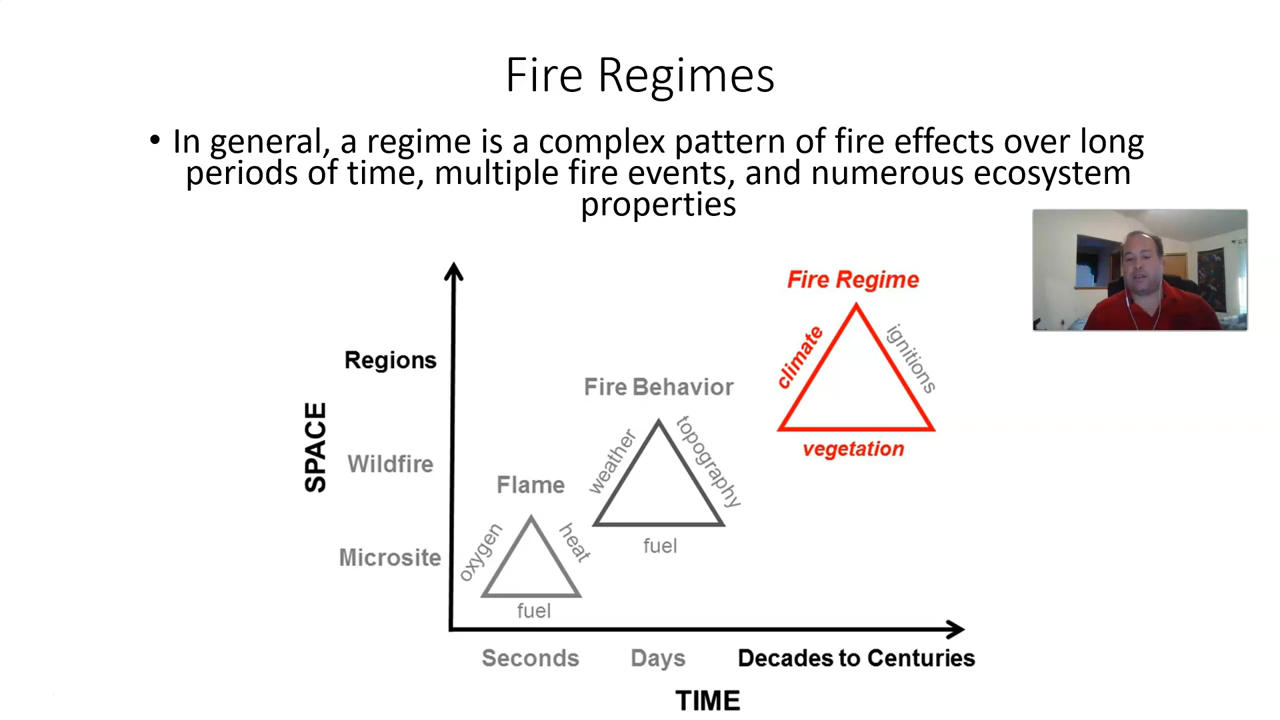 Fire Regimes
• In general, a regime is a complex pattern of fire effects over long
periods of time, multiple fire events, and numerous ecosystem
properties
Fire Regime
climate
ignitions
vegetation
Regions
Fire Behavior
weather
topography
fuel
SPACE
Wildfire
Flame
oxygen
heat
fuel
Microsite
Seconds
Days
Decades to Centuries
TIME